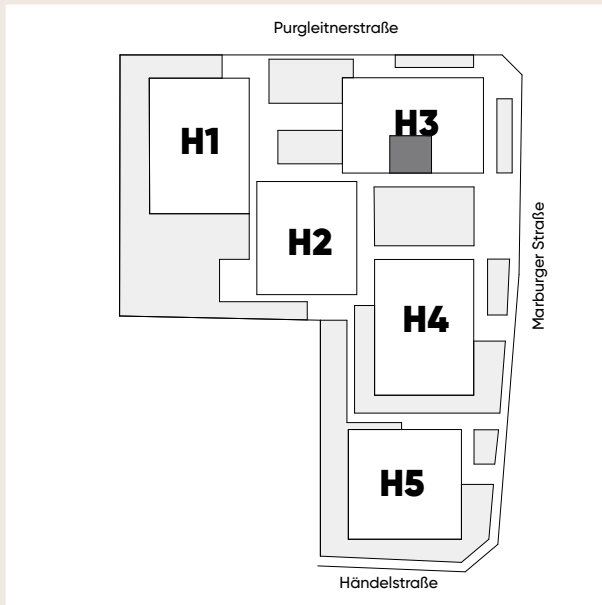 Purgleitnerstraße
H1
H3
H2
H4
Marburger Straße
H5
Händelstraße